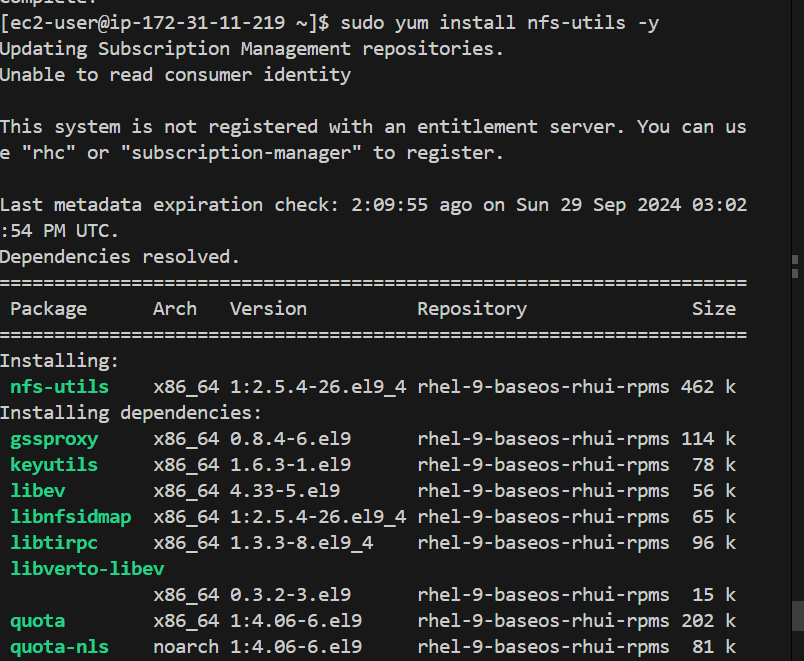 Complete!
[ec2-user@ip-172-31-11-219 ~]$ sudo yum install nfs-utils -y
Updating Subscription Management repositories.
Unable to read consumer identity
This system is not registered with an entitlement server. You can us
e "rhc" or "subscription-manager" to register.
Last metadata expiration check: 2:09:55 ago on Sun 29 Sep 2024 03:02
:54 PM UTC.
Dependencies resolved.
====================================================================
Package Arch Version Repository Size
====================================================================
Installing:
nfs-utils x86_64 1:2.5.4-26.el9_4 rhel-9-baseos-rhui-rpms 462 k
Installing dependencies:
gssproxy x86_64 0.8.4-6.el9 rhel-9-baseos-rhui-rpms 114 k
keyutils x86_64 1.6.3-1.el9 rhel-9-baseos-rhui-rpms 78 k
libev x86_64 4.33-5.el9 rhel-9-baseos-rhui-rpms 56 k
libnfsidmap x86_64 1:2.5.4-26.el9_4 rhel-9-baseos-rhui-rpms 65 k
libtirpc x86_64 1.3.3-8.el9_4 rhel-9-baseos-rhui-rpms 96 k
libverto-libev
x86_64 0.3.2-3.el9 rhel-9-baseos-rhui-rpms 15 k
quota x86_64 1:4.06-6.el9 rhel-9-baseos-rhui-rpms 202 k
quota-nls noarch 1:4.06-6.el9 rhel-9-baseos-rhui-rpms 81 k